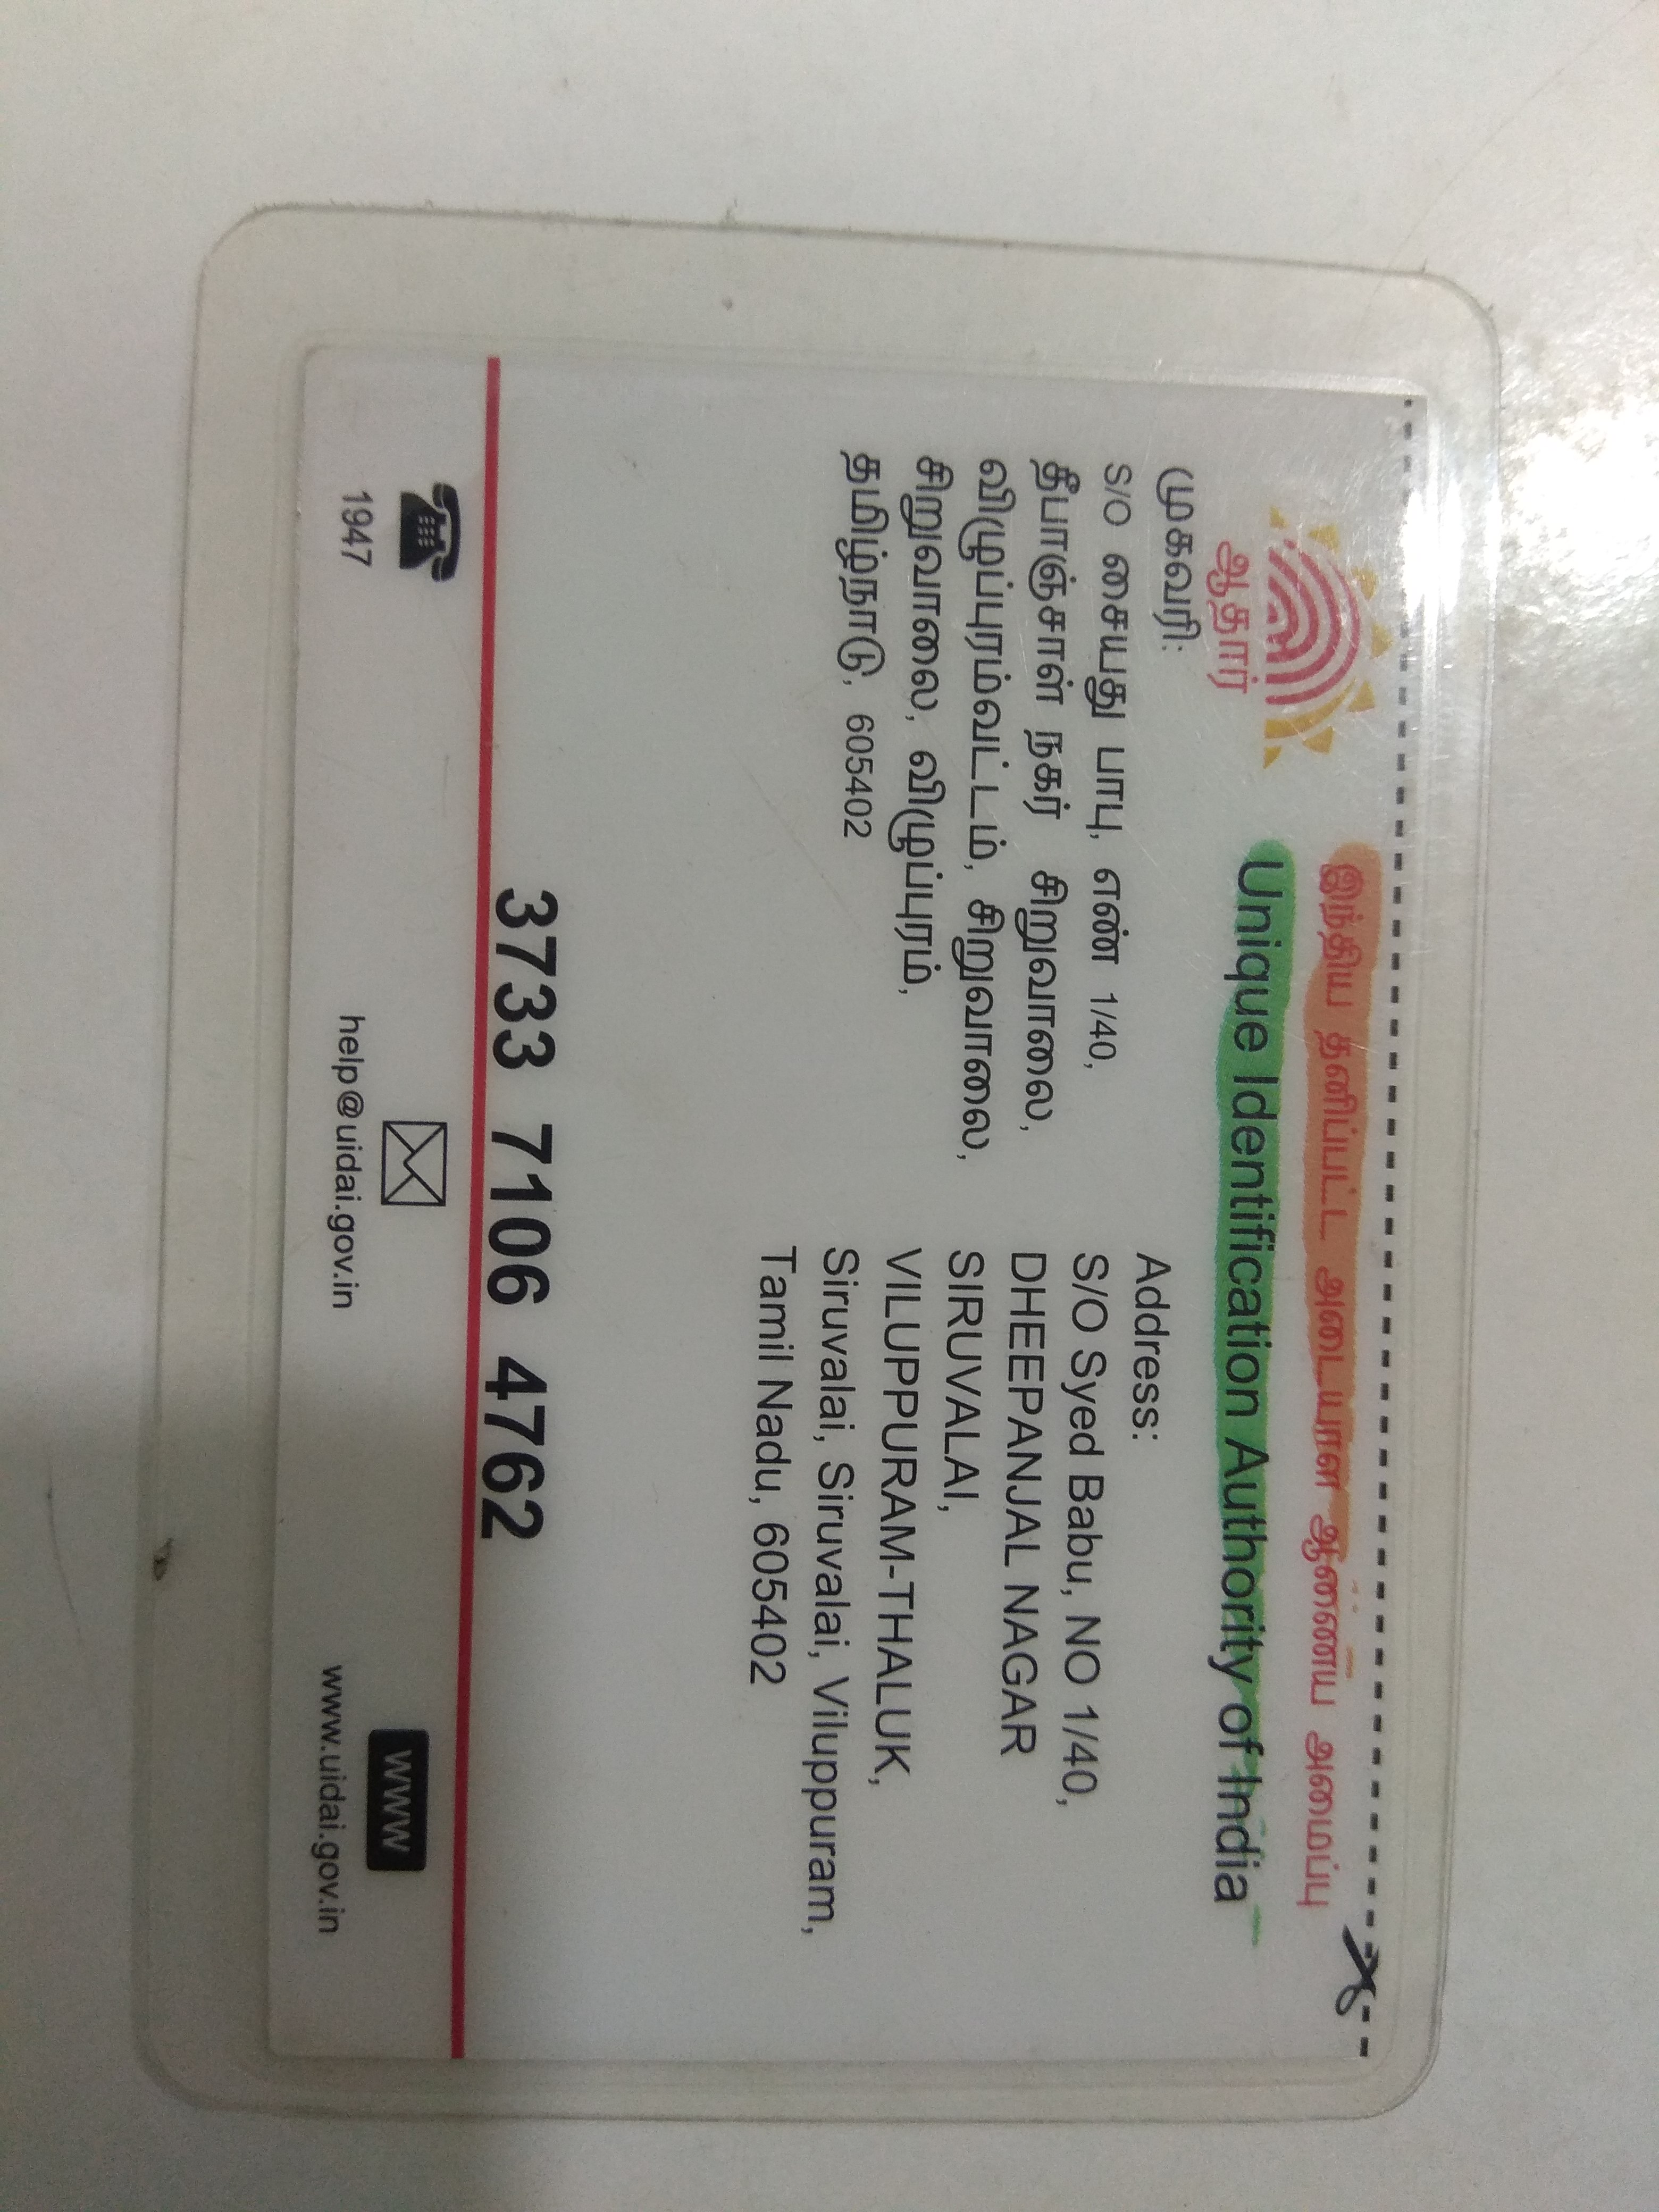 இந்திய தனிப்பட்ட அடையாள ஆணைய அமைப்பு
Unique Identification Authority of India
ஆதார்
முகவரி:
S/O சையது பாபு, எண் 1/40,
தீபாஞ்சாள் நகர் சிறுவாலை,
விழுப்புரம்வட்டம், சிறுவாலை,
சிறுவாலை, விழுப்புரம்,
தமிழ்நாடு, 605402
Address:
S/O Syed Babu, NO 1/40,
DHEEPANJAL NAGAR
SIRUVALAI,
VILUPPURAM-THALUK,
Siruvalai, Siruvalai, Viluppuram,
Tamil Nadu, 605402
3733 7106 4762
1947
help@uidai.gov.in
WWW
www.uidai.gov.in